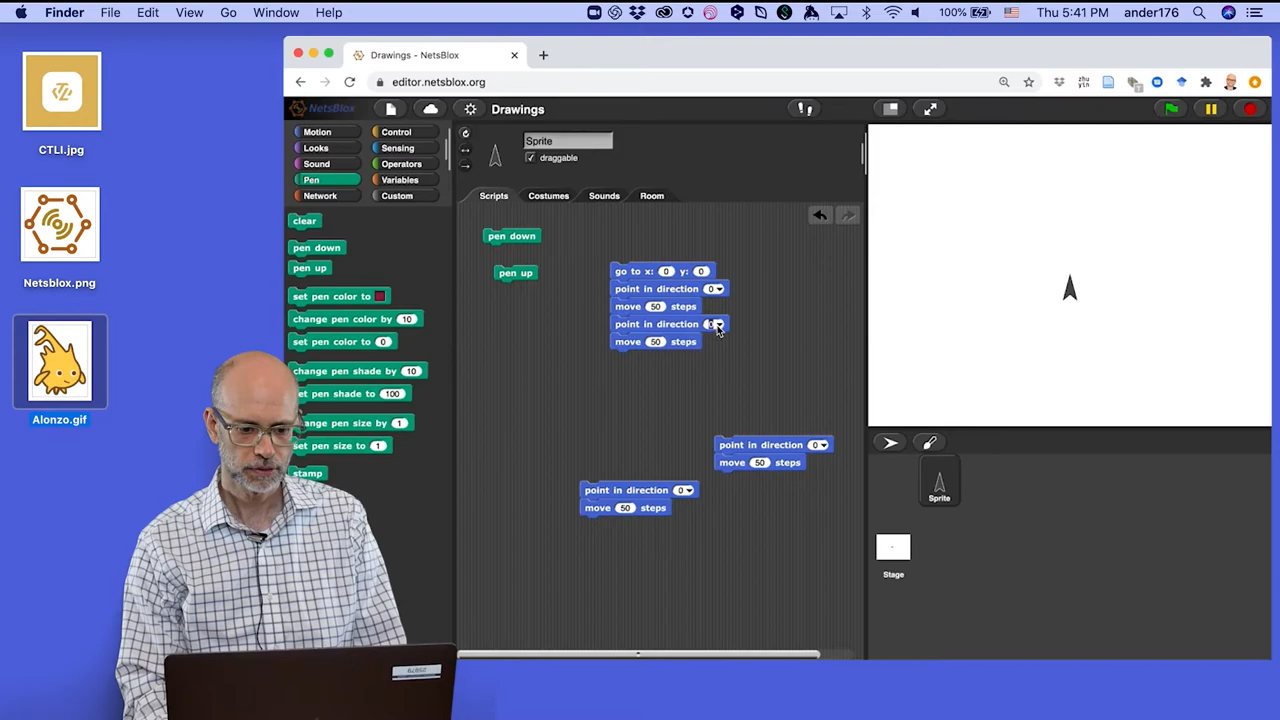 Finder File Edit View Go Window Help
100% Thu 5:41 PM ander176
Drawings - NetsBlox
editor.netsblox.org
zhu
yin
NetsBlox
Drawings
Motion Control
Looks Sensing
Sound Operators
Pen Variables
Network Custom
Sprite
draggable
Scripts Costumes Sounds Room
clear
pen down
pen up
set pen color to
change pen color by 10
set pen color to 0
change pen shade by 10
et pen shade to 100
ange pen size by 1
set pen size to 1
stamp
pen down
pen up
go to x: 0 y: 0
point in direction 0
move 50 steps
point in direction 0
move 50 steps
point in direction 0
move 50 steps
point in direction 0
move 50 steps
Sprite
Stage
CTLI.jpg
Netsblox.png
Alonzo.gif